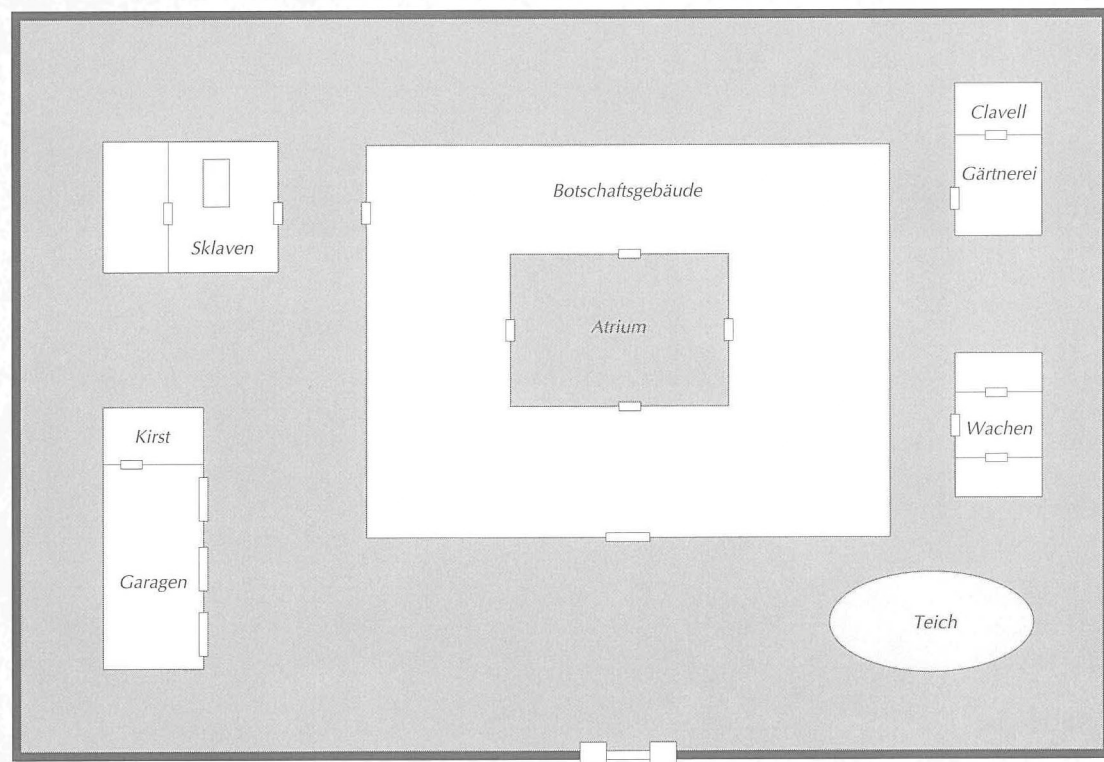 Clavell
Gärtnerei
Botschaftsgebäude
Sklaven
Atrium
Kirst
Wachen
Garagen
Teich